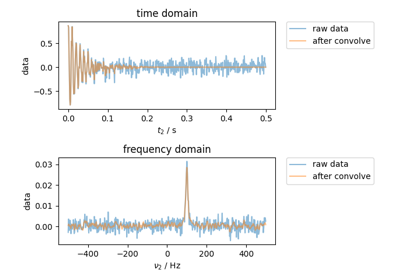 time domain
raw data
after convolve
data
0.5
0.0
−0.5
0.0 0.1 0.2 0.3 0.4 0.5
t₂ / s
frequency domain
raw data
after convolve
data
0.03
0.02
0.01
0.00
−400 −200 0 200 400
ν₂ / Hz